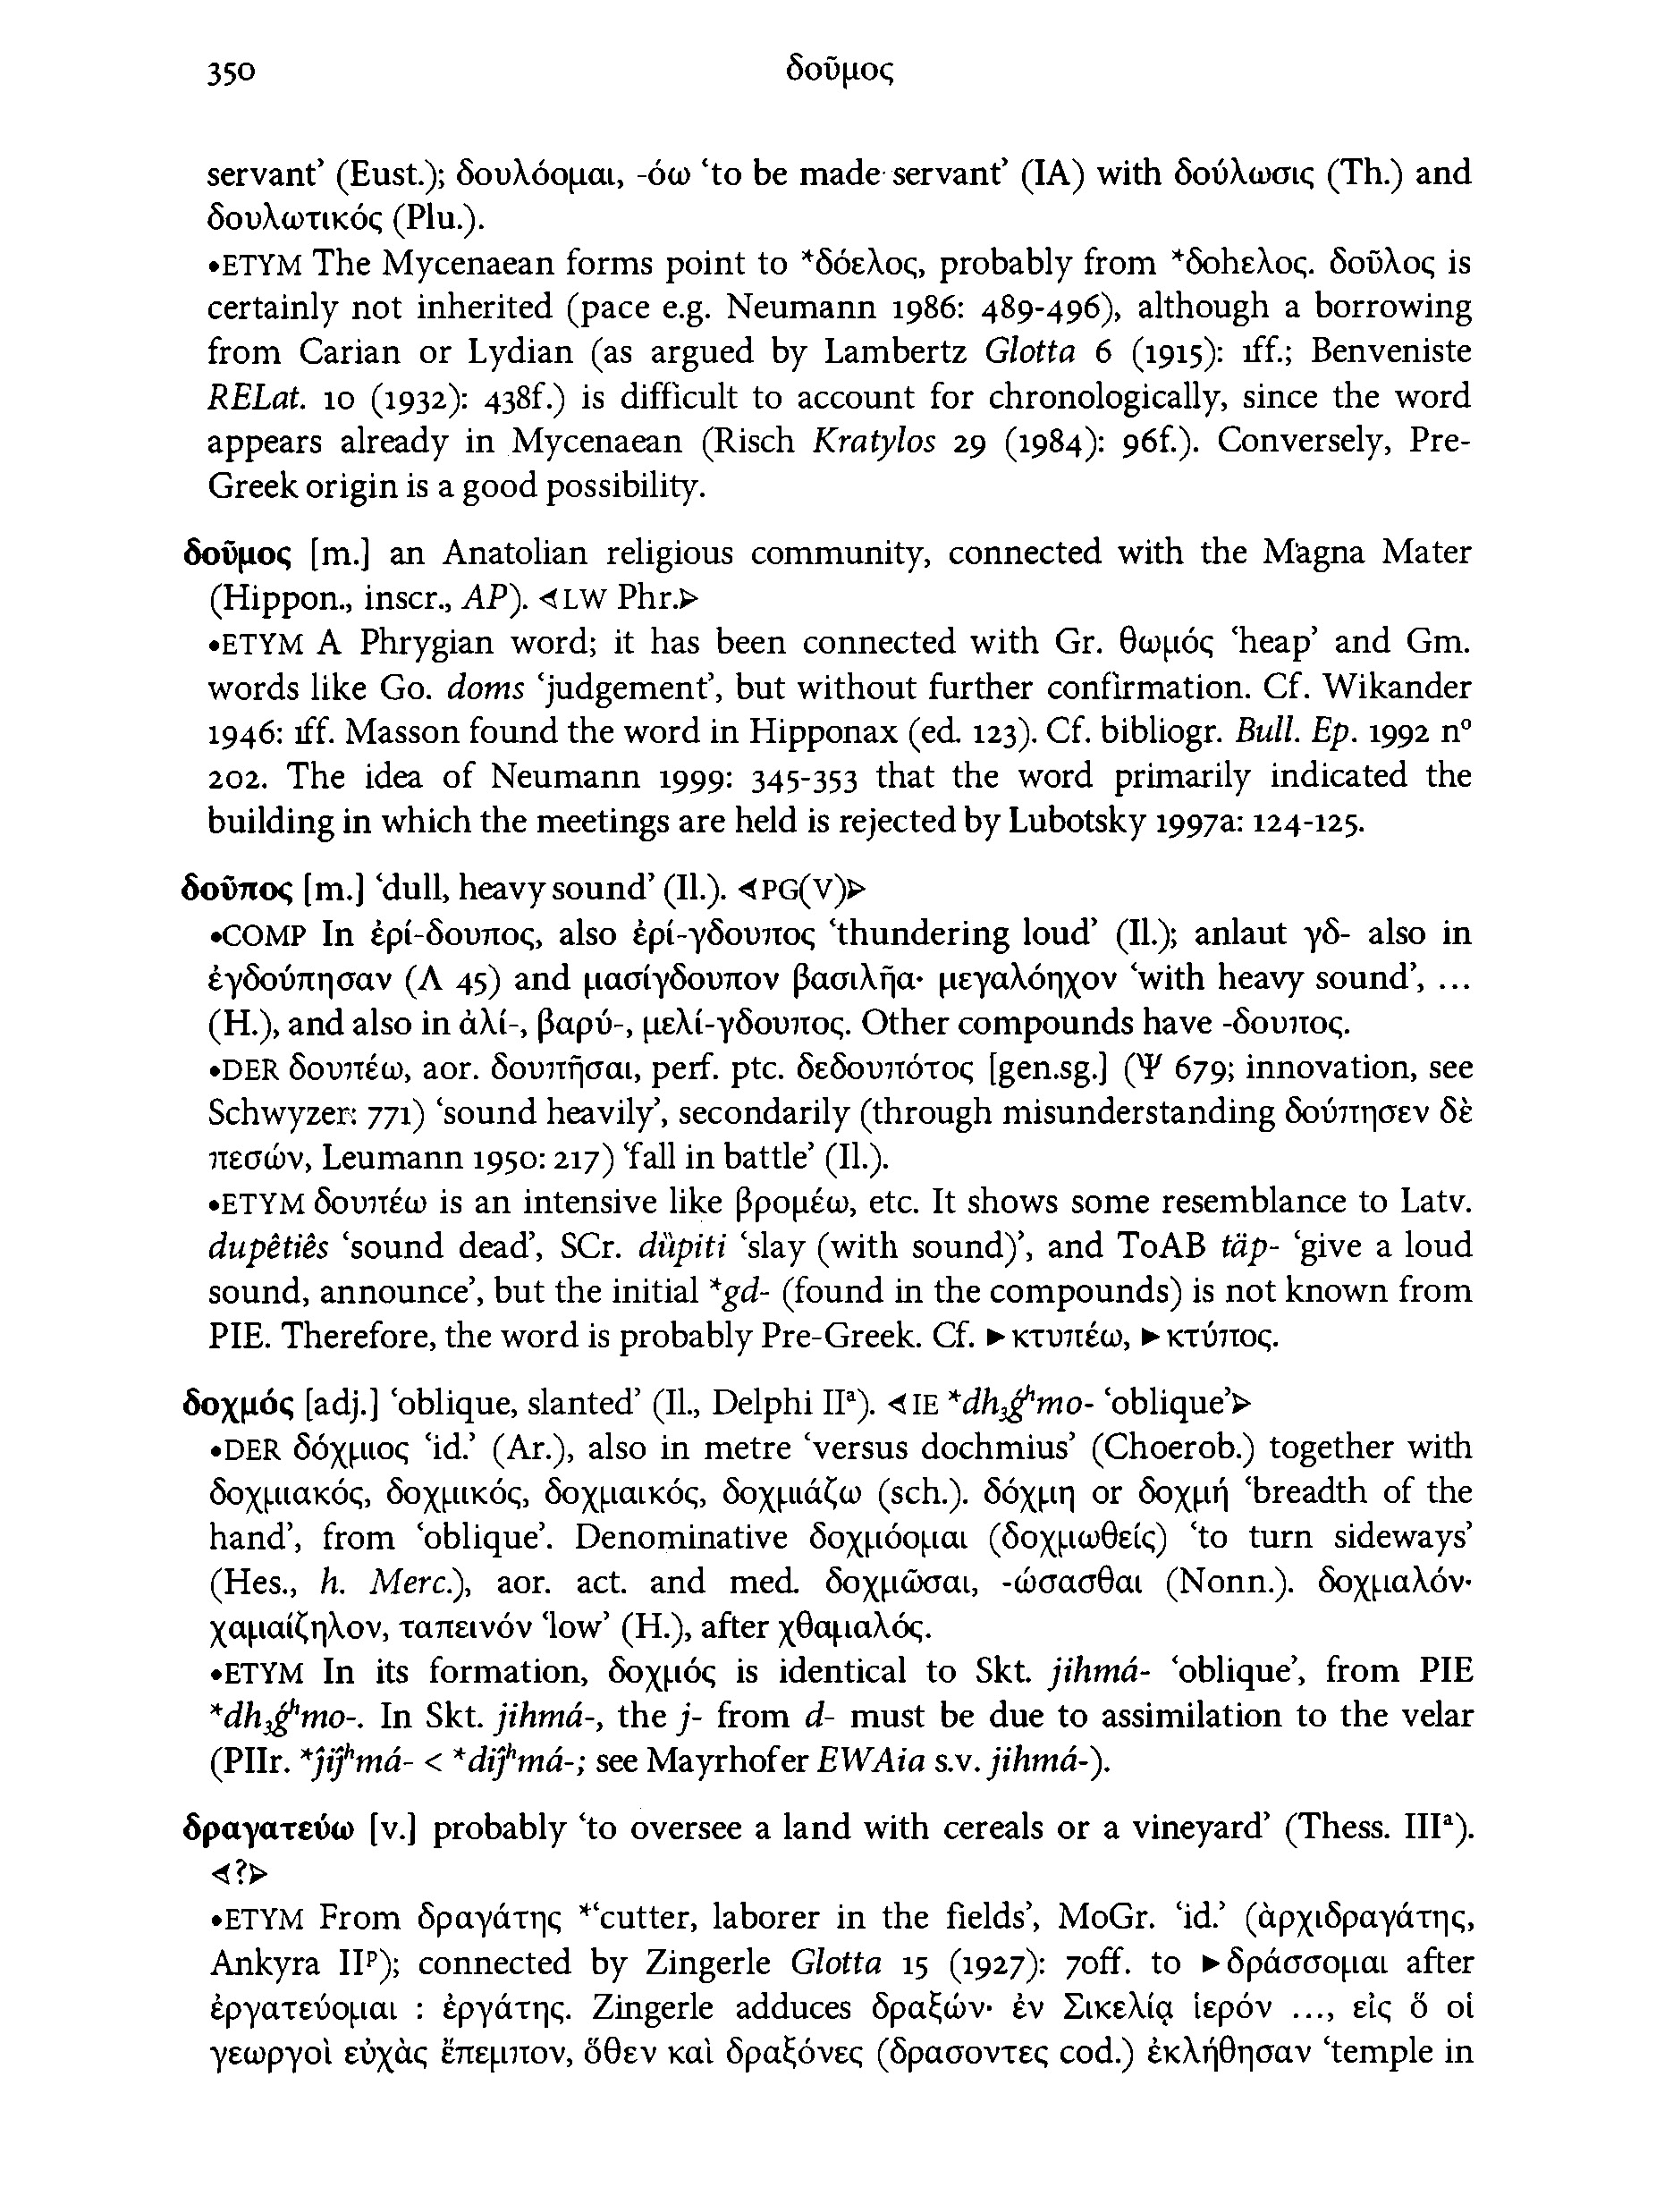 350 δοῦμος
servant’ (Eust.); δουλόομαι, -όω ‘to be made servant’ (IA) with δούλωσις (Th.) and
δουλωτικός (Plu.).
•ETYM The Mycenaean forms point to *δόελος, probably from *δοhελος. δοῦλος is
certainly not inherited (pace e.g. Neumann 1986: 489-496), although a borrowing
from Carian or Lydian (as argued by Lambertz Glotta 6 (1915): 1ff.; Benveniste
RELat. 10 (1932): 438f.) is difficult to account for chronologically, since the word
appears already in Mycenaean (Risch Kratylos 29 (1984): 96f.). Conversely, Pre-
Greek origin is a good possibility.
δοῦμος [m.] an Anatolian religious community, connected with the Magna Mater
(Hippon., inscr., AP). ⊲LW Phr.⊳
•ETYM A Phrygian word; it has been connected with Gr. θωμός ‘heap’ and Gm.
words like Go. doms ‘judgement’, but without further confirmation. Cf. Wikander
1946: 1ff. Masson found the word in Hipponax (ed. 123). Cf. bibliogr. Bull. Ep. 1992 n°
202. The idea of Neumann 1999: 345-353 that the word primarily indicated the
building in which the meetings are held is rejected by Lubotsky 1997a: 124-125.
δοῦπος [m.] ‘dull, heavy sound’ (Il.). ⊲PG(V)⊳
•COMP In ἐρί-δουπος, also ἐρί-γδουπος ‘thundering loud’ (Il.); anlaut γδ- also in
ἐγδούπησαν (Λ 45) and μασίγδουπον βασιλῆα· μεγαλόηχον ‘with heavy sound’, ...
(H.), and also in ἁλί-, βαρύ-, μελί-γδουπος. Other compounds have -δουπος.
•DER δουπέω, aor. δουπῆσαι, perf. ptc. δεδουπότος [gen.sg.] (Ψ 679; innovation, see
Schwyzer: 771) ‘sound heavily’, secondarily (through misunderstanding δούπησεν δὲ
πεσών, Leumann 1950: 217) ‘fall in battle’ (Il.).
•ETYM δουπέω is an intensive like βρομέω, etc. It shows some resemblance to Latv.
dupêtiês ‘sound dead’, SCr. dȕpiti ‘slay (with sound)’, and ToAB täp- ‘give a loud
sound, announce’, but the initial *gd- (found in the compounds) is not known from
PIE. Therefore, the word is probably Pre-Greek. Cf. ►κτυπέω, ►κτύπος.
δοχμός [adj.] ‘oblique, slanted’ (Il., Delphi IIᵃ). ⊲IE *dh₃ǵʰmo- ‘oblique’⊳
•DER δόχμιος ‘id.’ (Ar.), also in metre ‘versus dochmius’ (Choerob.) together with
δοχμιακός, δοχμικός, δοχμαικός, δοχμιάζω (sch.). δόχμη or δοχμή ‘breadth of the
hand’, from ‘oblique’. Denominative δοχμόομαι (δοχμωθείς) ‘to turn sideways’
(Hes., h. Merc.), aor. act. and med. δοχμῶσαι, -ώσασθαι (Nonn.). δοχμαλόν·
χαμαίζηλον, ταπεινόν ‘low’ (H.), after χθαμαλός.
•ETYM In its formation, δοχμός is identical to Skt. jihmá- ‘oblique’, from PIE
*dh₃ǵʰmo-. In Skt. jihmá-, the j- from d- must be due to assimilation to the velar
(PIIr. *ĵiĵʰmá- < *diĵʰmá-; see Mayrhofer EWAia s.v. jihmá-).
δραγατεύω [v.] probably ‘to oversee a land with cereals or a vineyard’ (Thess. IIIᵃ).
⊲?⊳
•ETYM From δραγάτης *‘cutter, laborer in the fields’, MoGr. ‘id.’ (ἀρχιδραγάτης,
Ankyra IIᵖ); connected by Zingerle Glotta 15 (1927): 70ff. to ►δράσσομαι after
ἐργατεύομαι : ἐργάτης. Zingerle adduces δραξών· ἐν Σικελίᾳ ἱερόν ..., εἰς ὅ οἱ
γεωργοὶ εὐχὰς ἔπεμπον, ὅθεν καὶ δραξόνες (δρασοντες cod.) ἐκλήθησαν ‘temple in